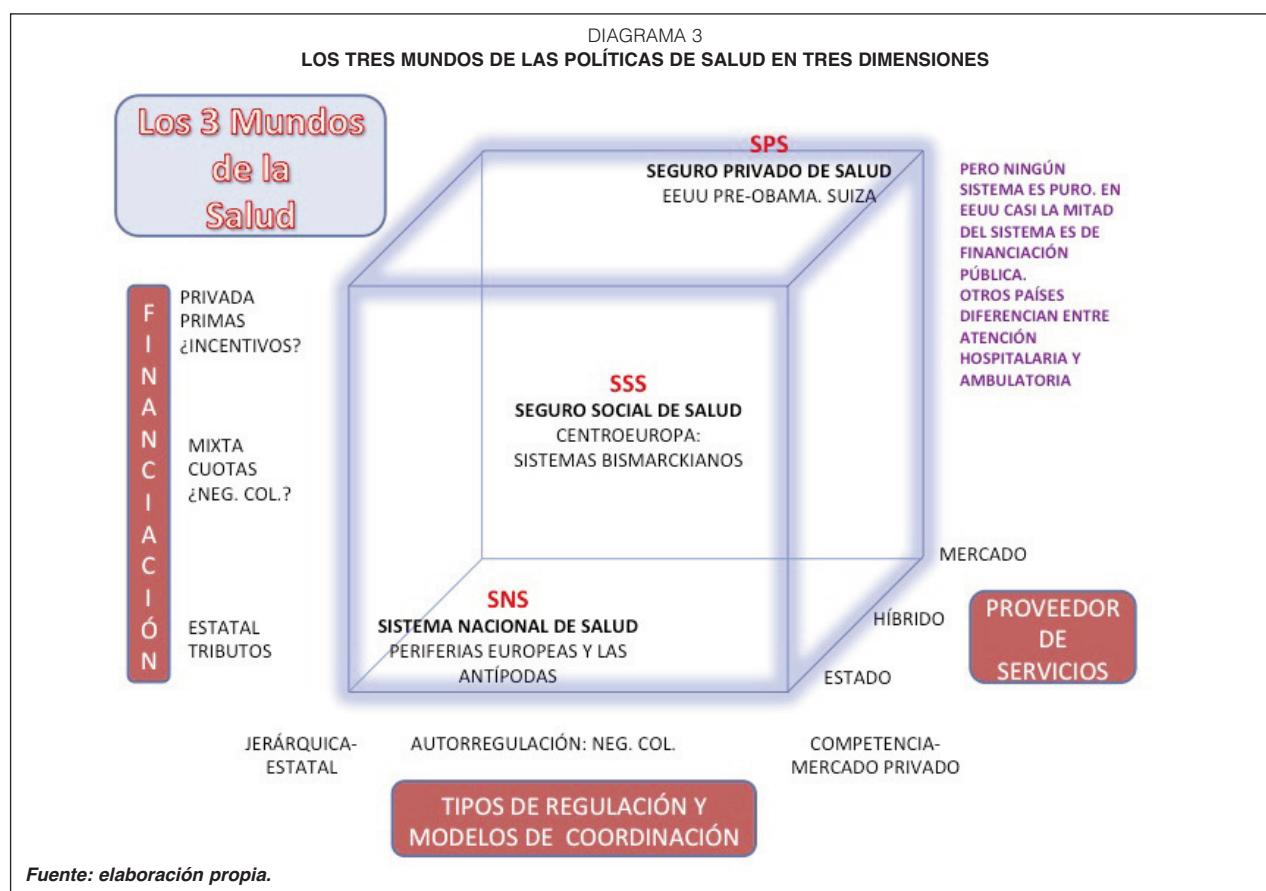 DIAGRAMA 3
LOS TRES MUNDOS DE LAS POLÍTICAS DE SALUD EN TRES DIMENSIONES
Los 3 Mundos
de la
Salud
SPS
SEGURO PRIVADO DE SALUD
EEUU PRE-OBAMA. SUIZA
PERO NINGÚN
SISTEMA ES PURO. EN
EEUU CASI LA MITAD
DEL SISTEMA ES DE
FINANCIACIÓN
PÚBLICA.
OTROS PAÍSES
DIFERENCIAN ENTRE
ATENCIÓN
HOSPITALARIA Y
AMBULATORIA
FINANCIACIÓN
PRIVADA
PRIMAS
¿INCENTIVOS?
SSS
SEGURO SOCIAL DE SALUD
CENTROEUROPA:
SISTEMAS BISMARCKIANOS
MIXTA
CUOTAS
¿NEG. COL.?
SNS
SISTEMA NACIONAL DE SALUD
PERIFERIAS EUROPEAS Y LAS
ANTÍPODAS
ESTATAL
TRIBUTOS
MERCADO
HÍBRIDO
ESTADO
PROVEEDOR
DE
SERVICIOS
JERÁRQUICA-
ESTATAL
AUTORREGULACIÓN: NEG. COL.
COMPETENCIA-
MERCADO PRIVADO
TIPOS DE REGULACIÓN Y
MODELOS DE COORDINACIÓN
Fuente: elaboración propia.